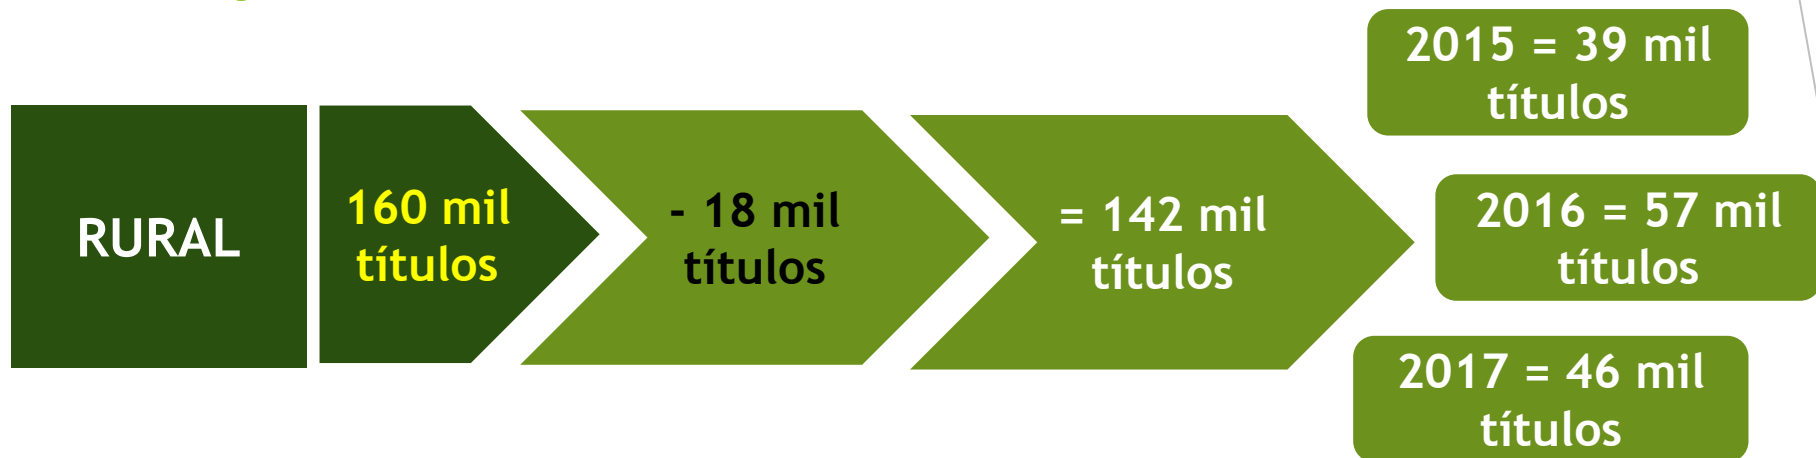 RURAL
160 mil
títulos
- 18 mil
títulos
= 142 mil
títulos
2015 = 39 mil
títulos
2016 = 57 mil
títulos
2017 = 46 mil
títulos